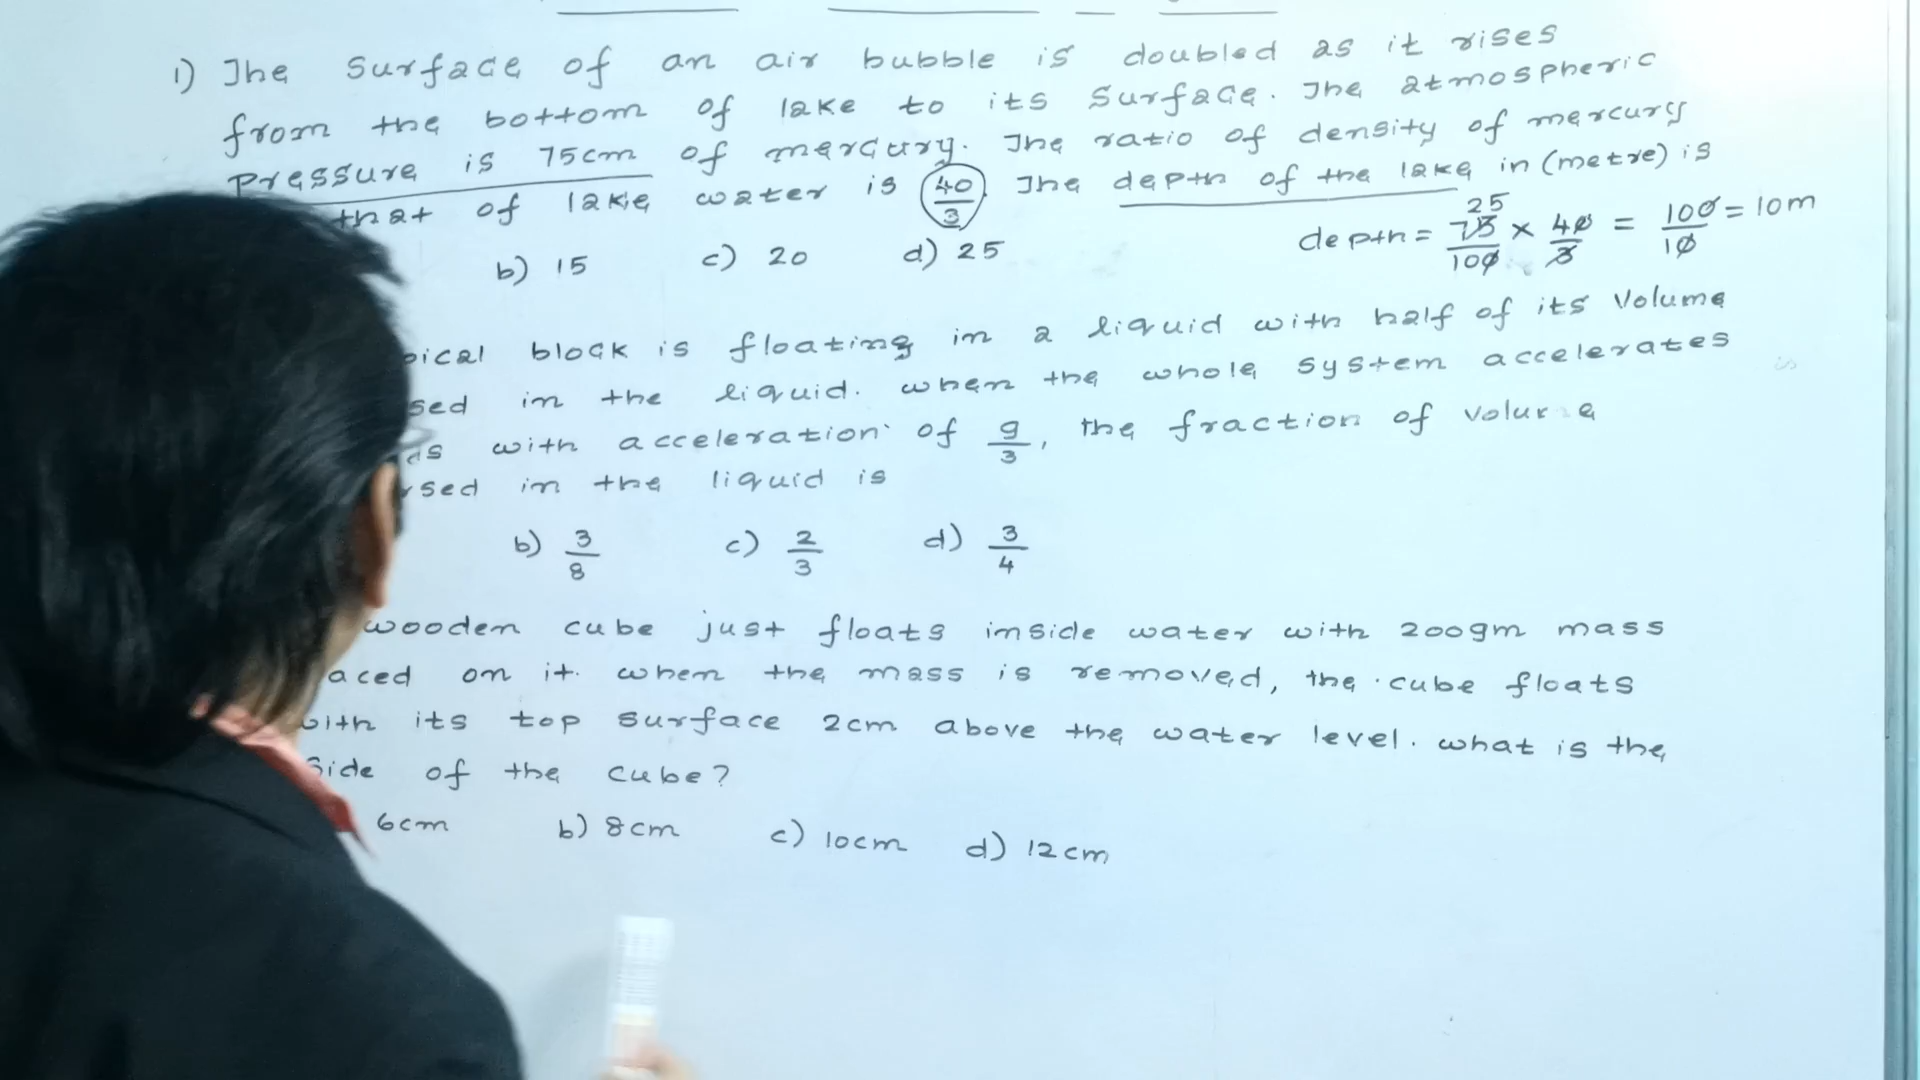 1) The surface of an air bubble is doubled as it rises
from the bottom of lake to its surface. The atmospheric
pressure is 75cm of mercury. The ratio of density of mercury
that of lake water is 40/3. The depth of the lake in (metre) is
b) 15 c) 20 d) 25
depth = 75/100 × 40/3 = 100/10 = 10m
25
block is floating in a liquid with half of its volume
in the liquid. when the whole system accelerates
with acceleration of g/3, the fraction of volume
in the liquid is
b) 3/8 c) 2/3 d) 3/4
wooden cube just floats inside water with 200gm mass
on it. when the mass is removed, the cube floats
with its top surface 2cm above the water level. what is the
side of the cube?
6cm b) 8cm c) 10cm d) 12cm